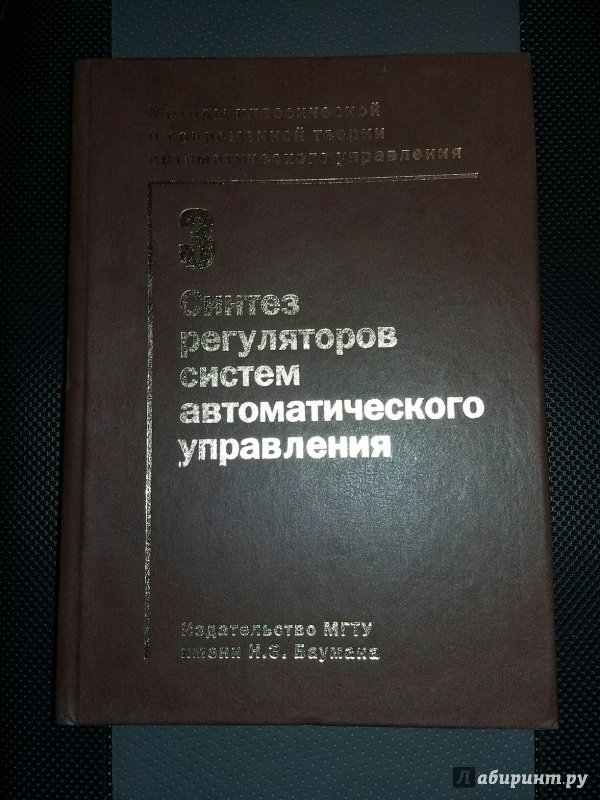 Методы классической
и современной теории
автоматического управления
3
Синтез
регуляторов
систем
автоматического
управления
Издательство МГТУ
имени Н.Э. Баумана
Лабиринт.ру